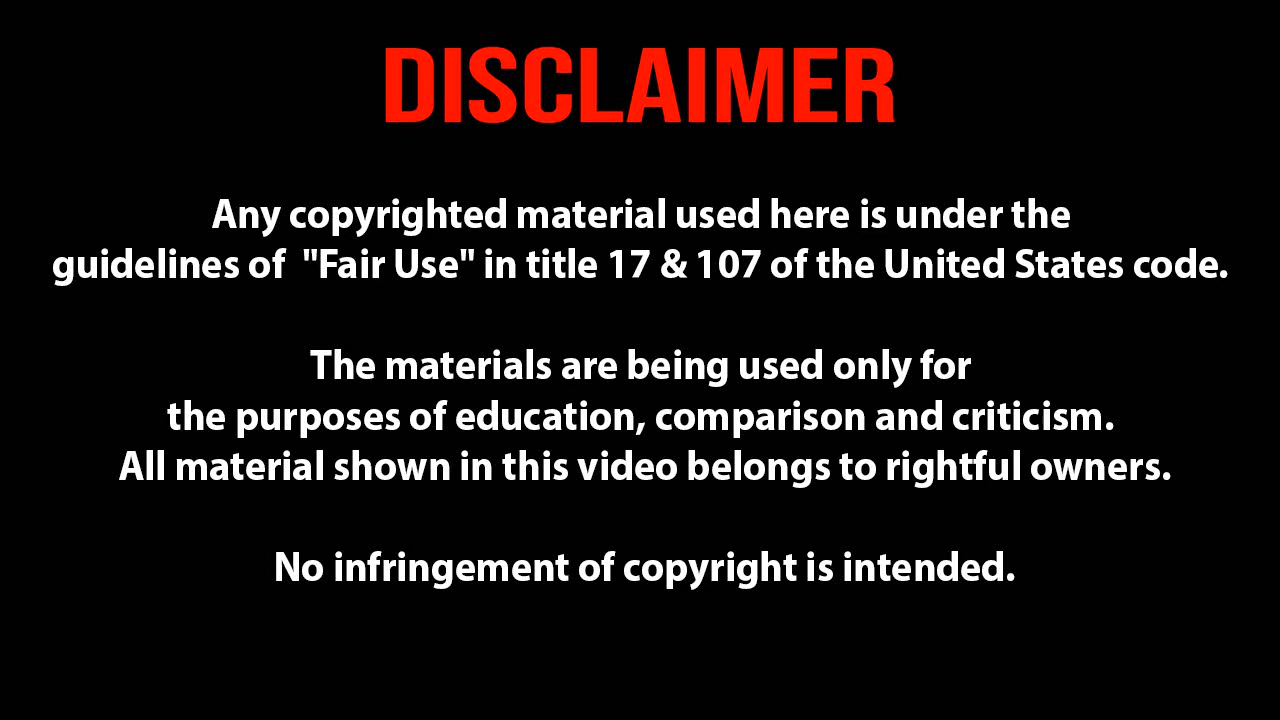 DISCLAIMER
Any copyrighted material used here is under the
guidelines of  "Fair Use" in title 17 & 107 of the United States code.
The materials are being used only for
the purposes of education, comparison and criticism.
All material shown in this video belongs to rightful owners.
No infringement of copyright is intended.